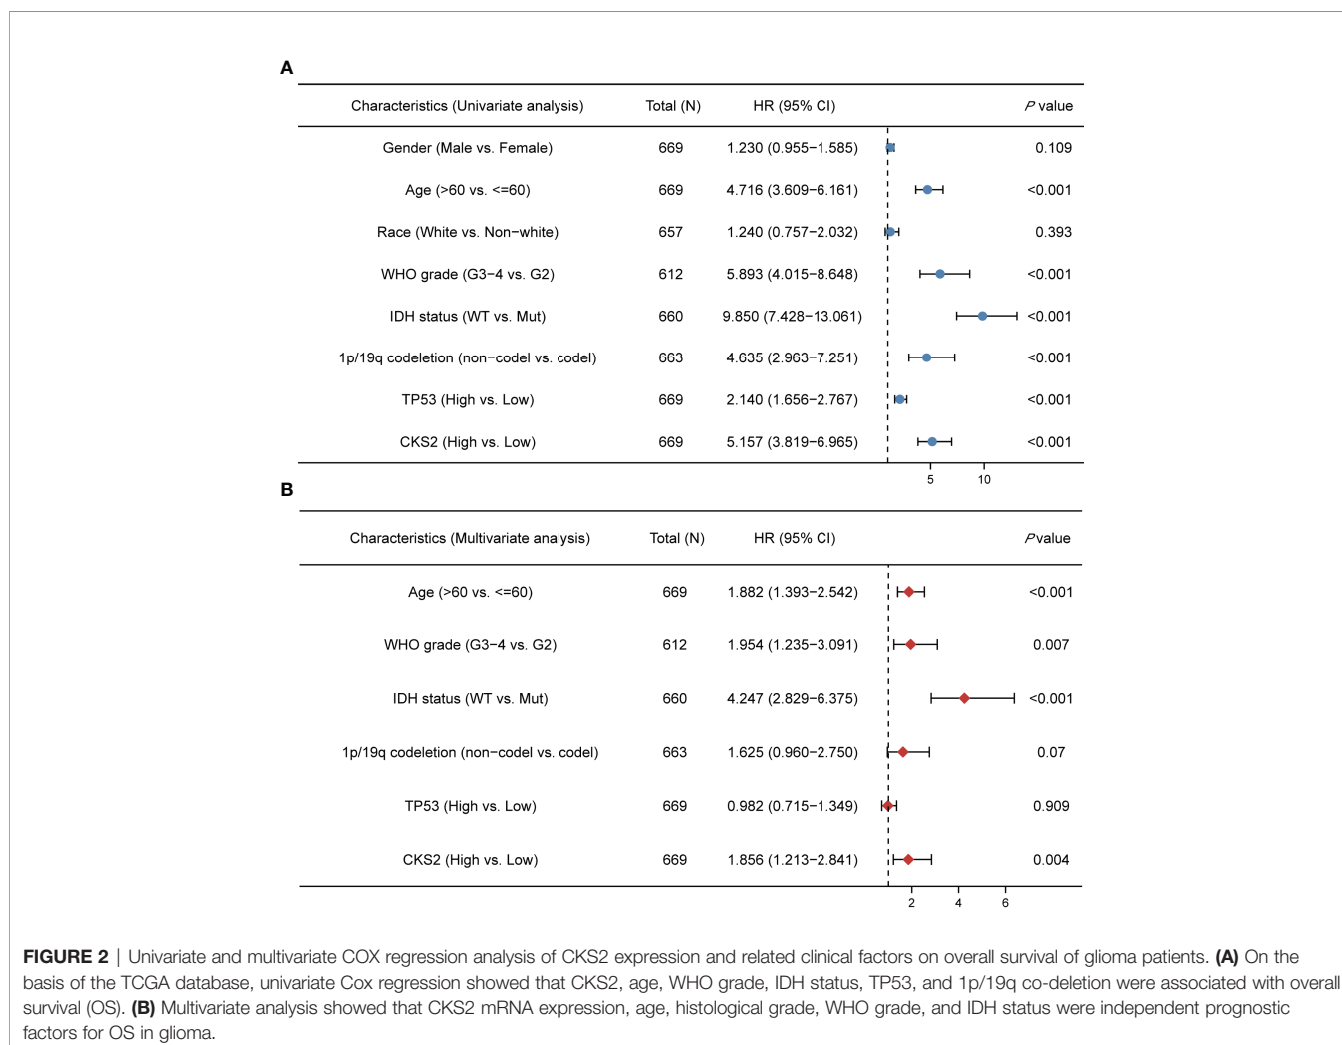 A
Characteristics (Univariate analysis) Total (N) HR (95% CI) P value
Gender (Male vs. Female) 669 1.230 (0.955−1.585) 0.109
Age (>60 vs. <=60) 669 4.716 (3.609−6.161) <0.001
Race (White vs. Non−white) 657 1.240 (0.757−2.032) 0.393
WHO grade (G3−4 vs. G2) 612 5.893 (4.015−8.648) <0.001
IDH status (WT vs. Mut) 660 9.850 (7.428−13.061) <0.001
1p/19q codeletion (non−codel vs. codel) 663 4.635 (2.963−7.251) <0.001
TP53 (High vs. Low) 669 2.140 (1.656−2.767) <0.001
CKS2 (High vs. Low) 669 5.157 (3.819−6.965) <0.001
5 10
B
Characteristics (Multivariate analysis) Total (N) HR (95% CI) P value
Age (>60 vs. <=60) 669 1.882 (1.393−2.542) <0.001
WHO grade (G3−4 vs. G2) 612 1.954 (1.235−3.091) 0.007
IDH status (WT vs. Mut) 660 4.247 (2.829−6.375) <0.001
1p/19q codeletion (non−codel vs. codel) 663 1.625 (0.960−2.750) 0.07
TP53 (High vs. Low) 669 0.982 (0.715−1.349) 0.909
CKS2 (High vs. Low) 669 1.856 (1.213−2.841) 0.004
2 4 6
FIGURE 2 | Univariate and multivariate COX regression analysis of CKS2 expression and related clinical factors on overall survival of glioma patients. (A) On the
basis of the TCGA database, univariate Cox regression showed that CKS2, age, WHO grade, IDH status, TP53, and 1p/19q co-deletion were associated with overall
survival (OS). (B) Multivariate analysis showed that CKS2 mRNA expression, age, histological grade, WHO grade, and IDH status were independent prognostic
factors for OS in glioma.